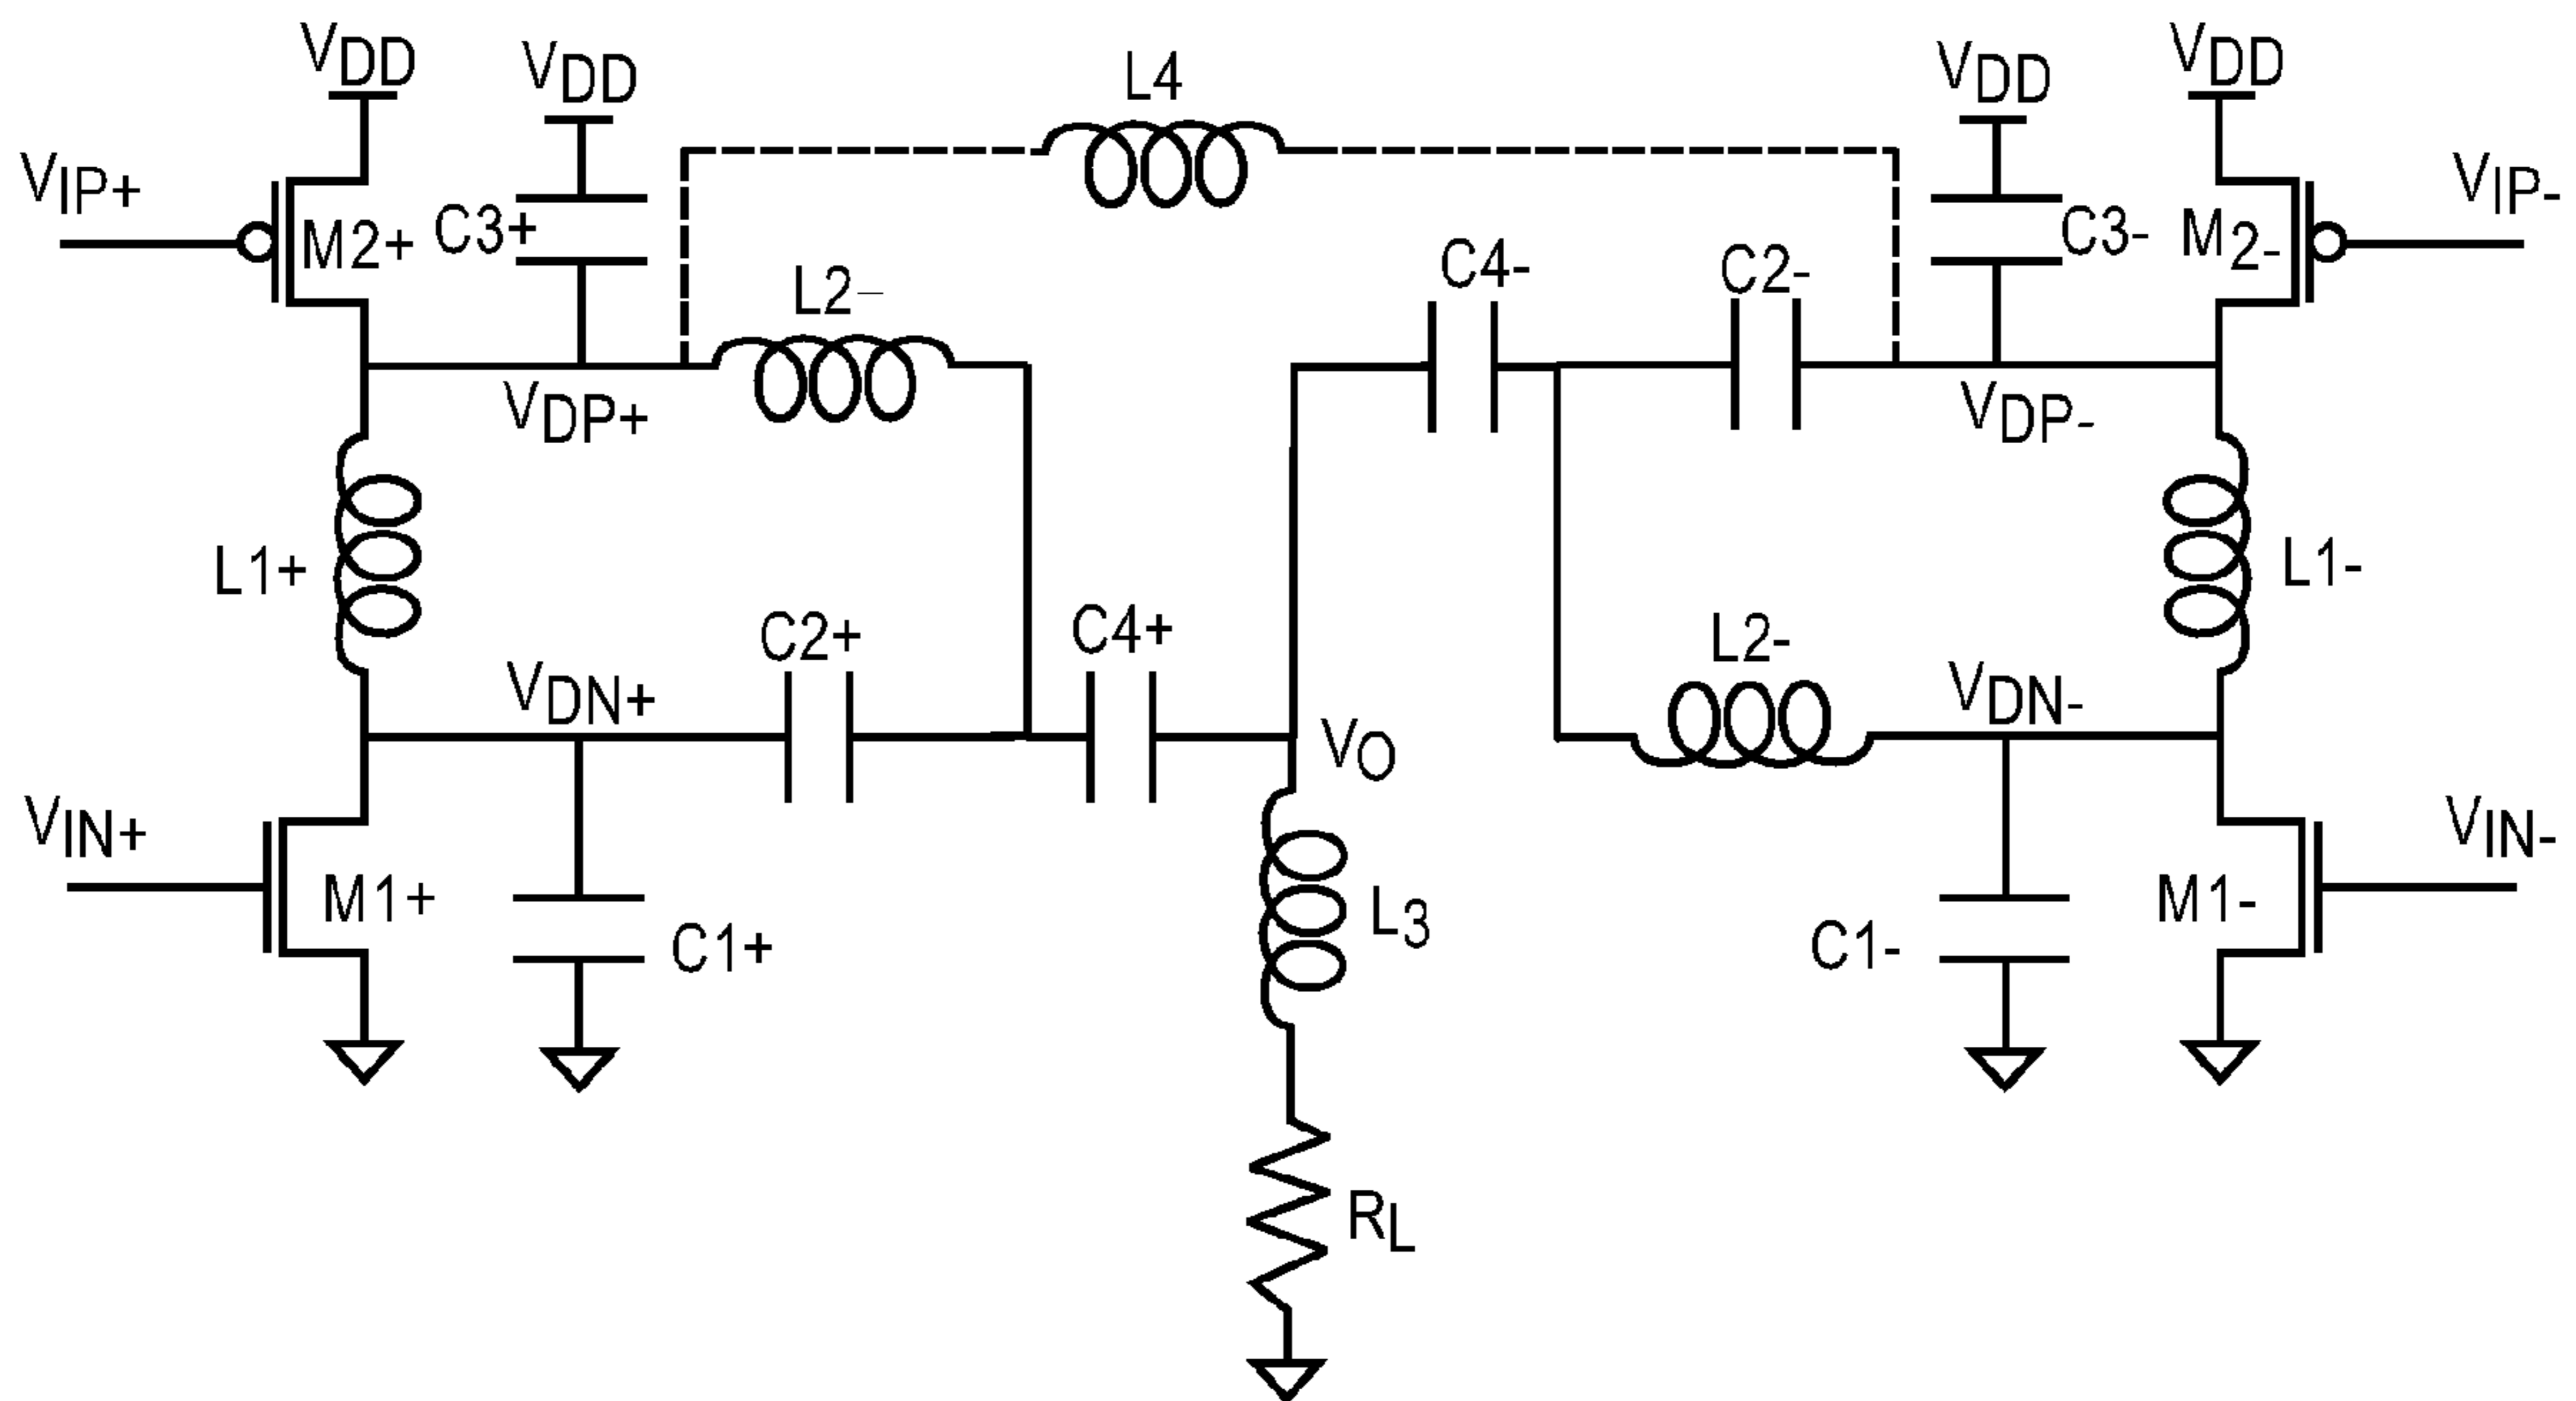 VDD
VDD
L4
VDD
VDD
VIP+
M2+
C3+
L2–
C4-
C2-
C3-
M2-
VIP-
VDP+
VDP-
L1+
L1-
C2+
C4+
L2-
VDN+
VO
VDN-
VIN+
M1+
C1+
L3
C1-
M1-
VIN-
RL